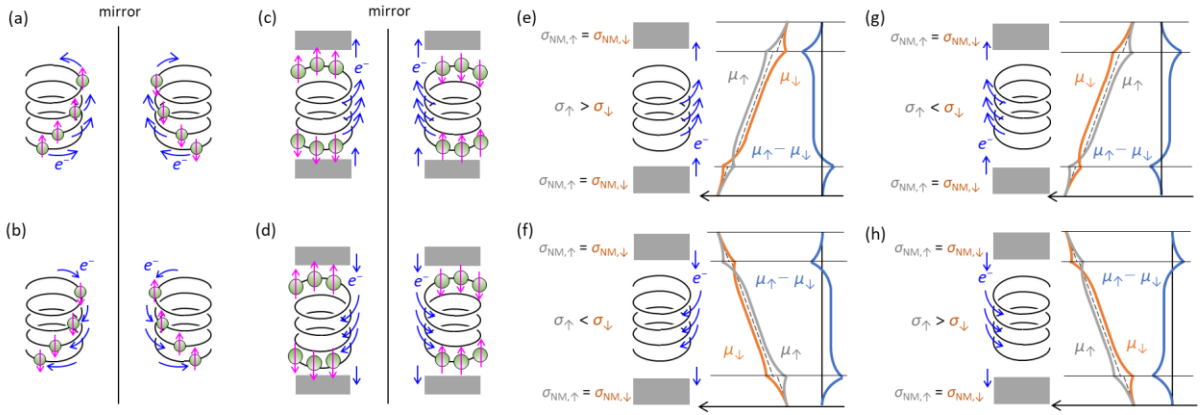 mirror
mirror
(a)
e⁻
(b)
e⁻
(c)
e⁻
e⁻
(d)
e⁻
e⁻
(e)
σNM,↑ = σNM,↓
σ↑ > σ↓
σNM,↑ = σNM,↓
e⁻
μ↑
μ↓
μ↑ − μ↓
(f)
σNM,↑ = σNM,↓
σ↑ < σ↓
σNM,↑ = σNM,↓
e⁻
μ↑ − μ↓
μ↓
μ↑
(g)
σNM,↑ = σNM,↓
σ↑ < σ↓
σNM,↑ = σNM,↓
e⁻
μ↓
μ↑
μ↑ − μ↓
(h)
σNM,↑ = σNM,↓
σ↑ > σ↓
σNM,↑ = σNM,↓
e⁻
μ↑ − μ↓
μ↑
μ↓